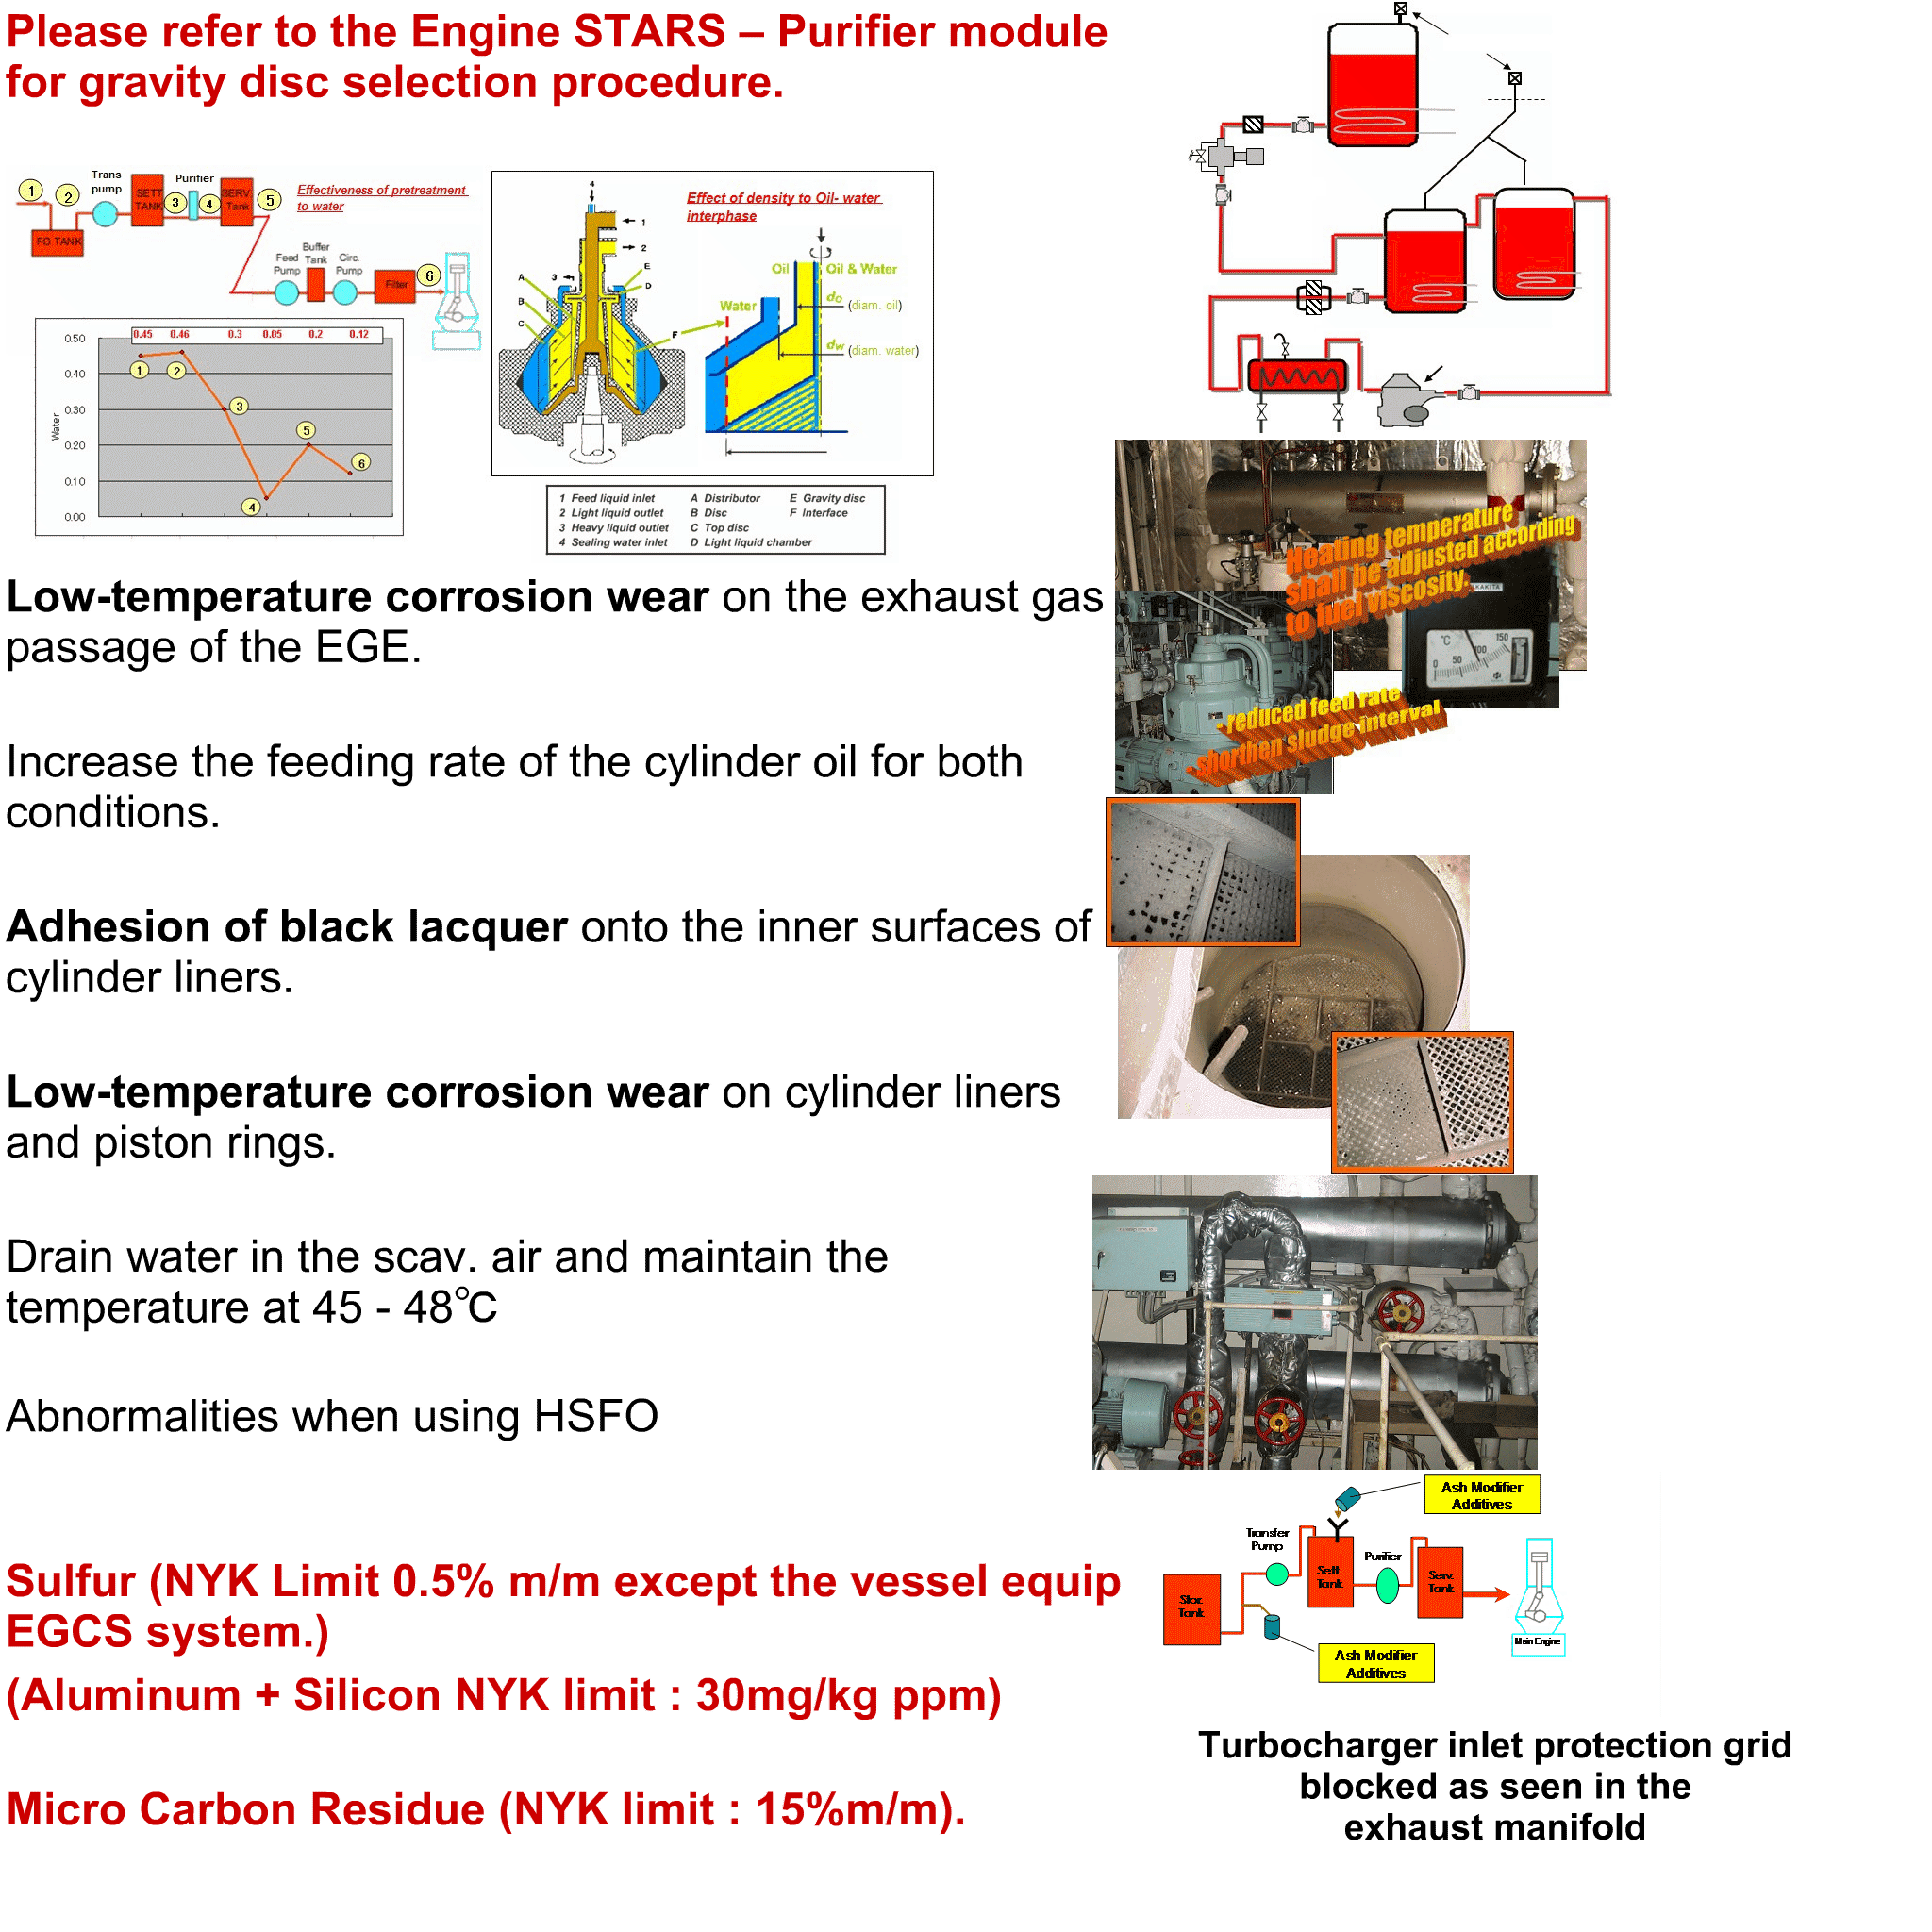 Please refer to the Engine STARS – Purifier module
for gravity disc selection procedure.
1
2
Trans
pump
SETT
TANK
3
Purifier
4
SERV.
Tank
5
Effectiveness of pretreatment
to water
FO.TANK
Feed
Pump
Buffer
Tank
Circ.
Pump
Filter
6
0.45 0.46 0.3 0.05 0.2 0.12
0.50
0.40
0.30
0.20
0.10
0.00
Water
1
2
3
4
5
6
4
1
2
3
A
B
C
E
D
F
Effect of density to Oil- water
interphase
Oil
Oil & Water
Water
do (diam. oil)
dw (diam. water)
1 Feed liquid inlet A Distributor E Gravity disc
2 Light liquid outlet B Disc F Interface
3 Heavy liquid outlet C Top disc
4 Sealing water inlet D Light liquid chamber
Low-temperature corrosion wear on the exhaust gas
passage of the EGE.
Increase the feeding rate of the cylinder oil for both
conditions.
Adhesion of black lacquer onto the inner surfaces of
cylinder liners.
Low-temperature corrosion wear on cylinder liners
and piston rings.
Drain water in the scav. air and maintain the
temperature at 45 - 48℃
Abnormalities when using HSFO
Sulfur (NYK Limit 0.5% m/m except the vessel equip
EGCS system.)
(Aluminum + Silicon NYK limit : 30mg/kg ppm)
Micro Carbon Residue (NYK limit : 15%m/m).
Heating temperature
shall be adjusted according
to fuel viscosity.
°C
0 50 100 150
- reduced feed rate
- shorthen sludge interval
Ash Modifier
Additives
Transfer
Pump
Sett.
Tank
Purifier
Serv.
Tank
Stor.
Tank
Main Engine
Ash Modifier
Additives
Turbocharger inlet protection grid
blocked as seen in the
exhaust manifold